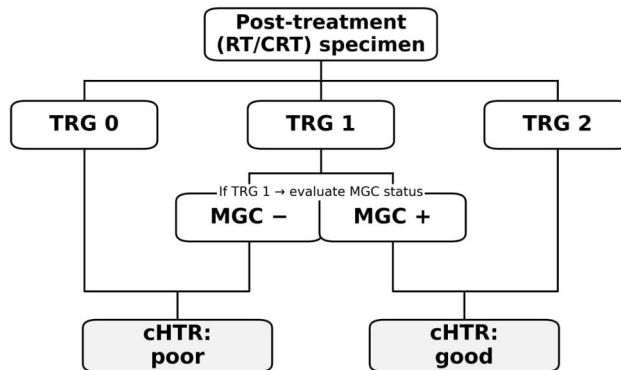 Post-treatment
(RT/CRT) specimen
TRG 0
TRG 1
TRG 2
If TRG 1 → evaluate MGC status
MGC −
MGC +
cHTR:
poor
cHTR:
good